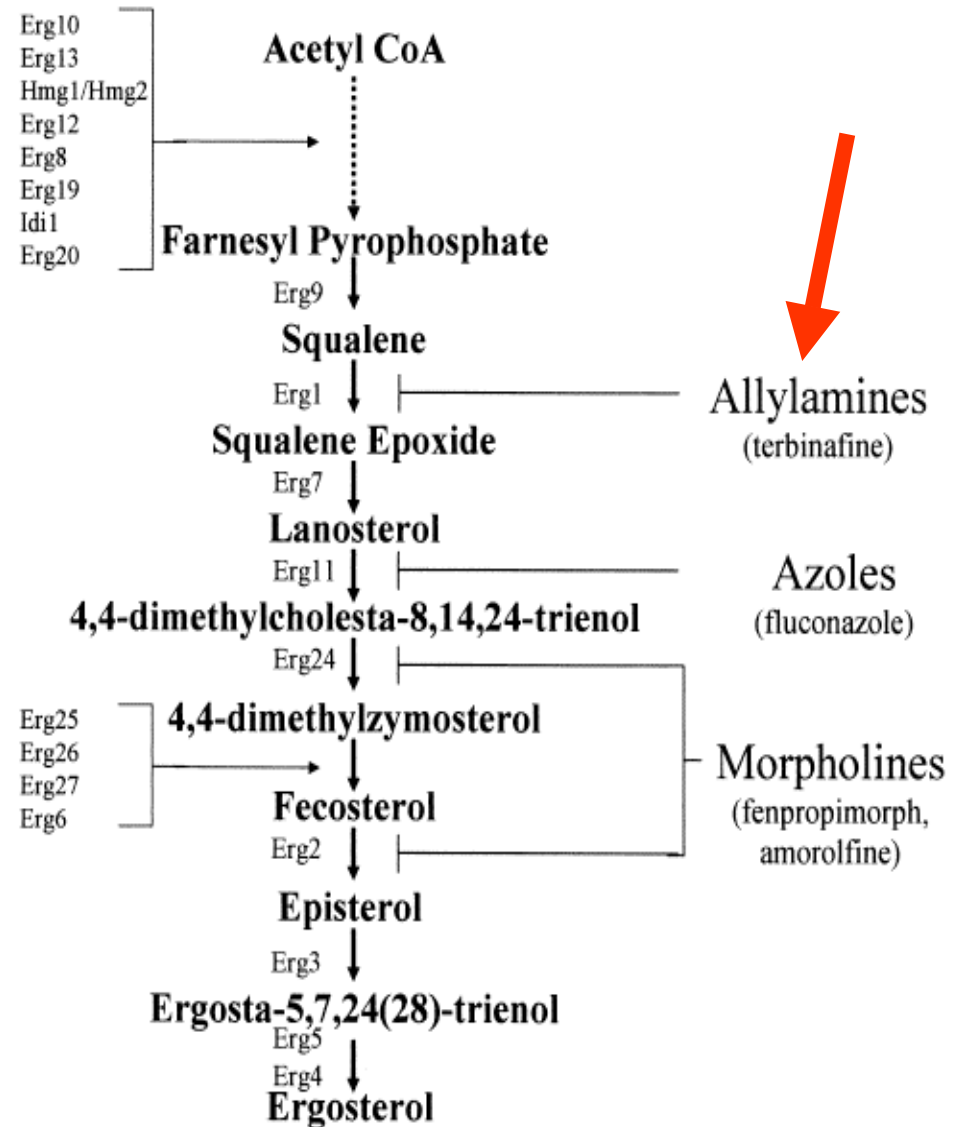 Erg10
Erg13
Hmg1/Hmg2
Erg12
Erg8
Erg19
Idi1
Erg20
Acetyl CoA
Farnesyl Pyrophosphate
Erg9
Squalene
Erg1
Allylamines
(terbinafine)
Squalene Epoxide
Erg7
Lanosterol
Erg11
Azoles
(fluconazole)
4,4-dimethylcholesta-8,14,24-trienol
Erg24
4,4-dimethylzymosterol
Erg25
Erg26
Erg27
Erg6
Morpholines
(fenpropimorph,
amorolfine)
Fecosterol
Erg2
Episterol
Erg3
Ergosta-5,7,24(28)-trienol
Erg5
Erg4
Ergosterol